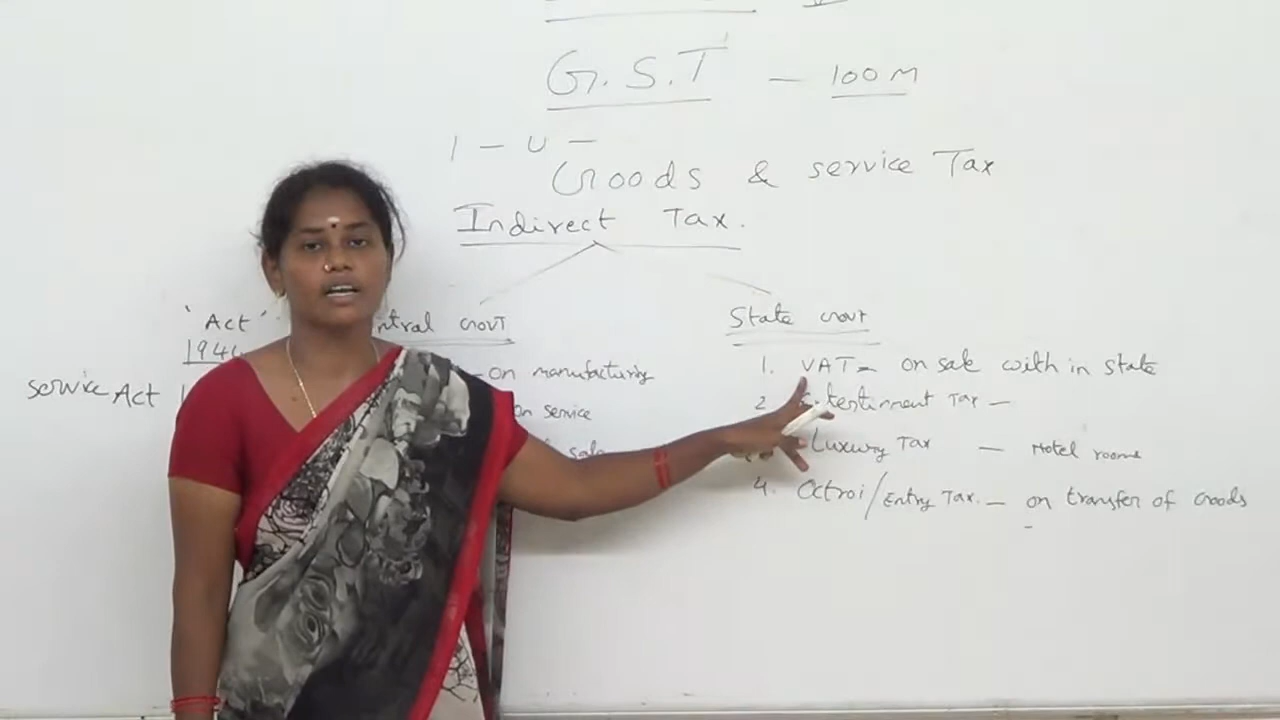 G.S.T - 100 M
1 - U -
Goods & service Tax
Indirect Tax.
'Act'
Govt
- on manufacturing
service Act
on service
sale
State Govt
1. VAT - on sale with in state
2 Tax -
Luxury Tax - Hotel rooms
4. Octroi/Entry Tax. - on transfer of Goods